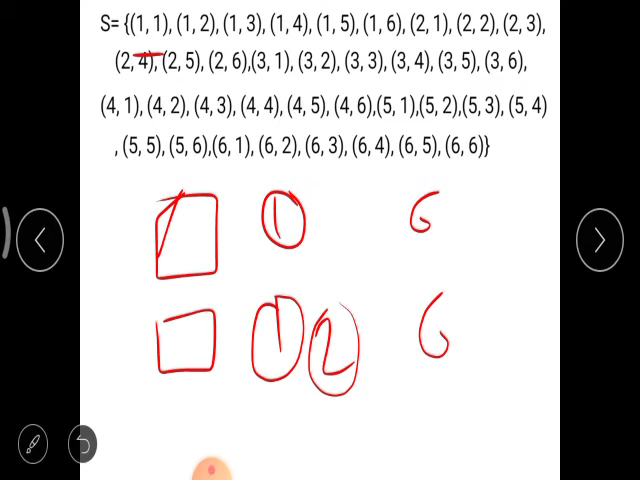 S= {(1, 1), (1, 2), (1, 3), (1, 4), (1, 5), (1, 6), (2, 1), (2, 2), (2, 3),
(2, 4), (2, 5), (2, 6),(3, 1), (3, 2), (3, 3), (3, 4), (3, 5), (3, 6),
(4, 1), (4, 2), (4, 3), (4, 4), (4, 5), (4, 6),(5, 1),(5, 2),(5, 3), (5, 4)
, (5, 5), (5, 6),(6, 1), (6, 2), (6, 3), (6, 4), (6, 5), (6, 6)}
1 6
1 2 6